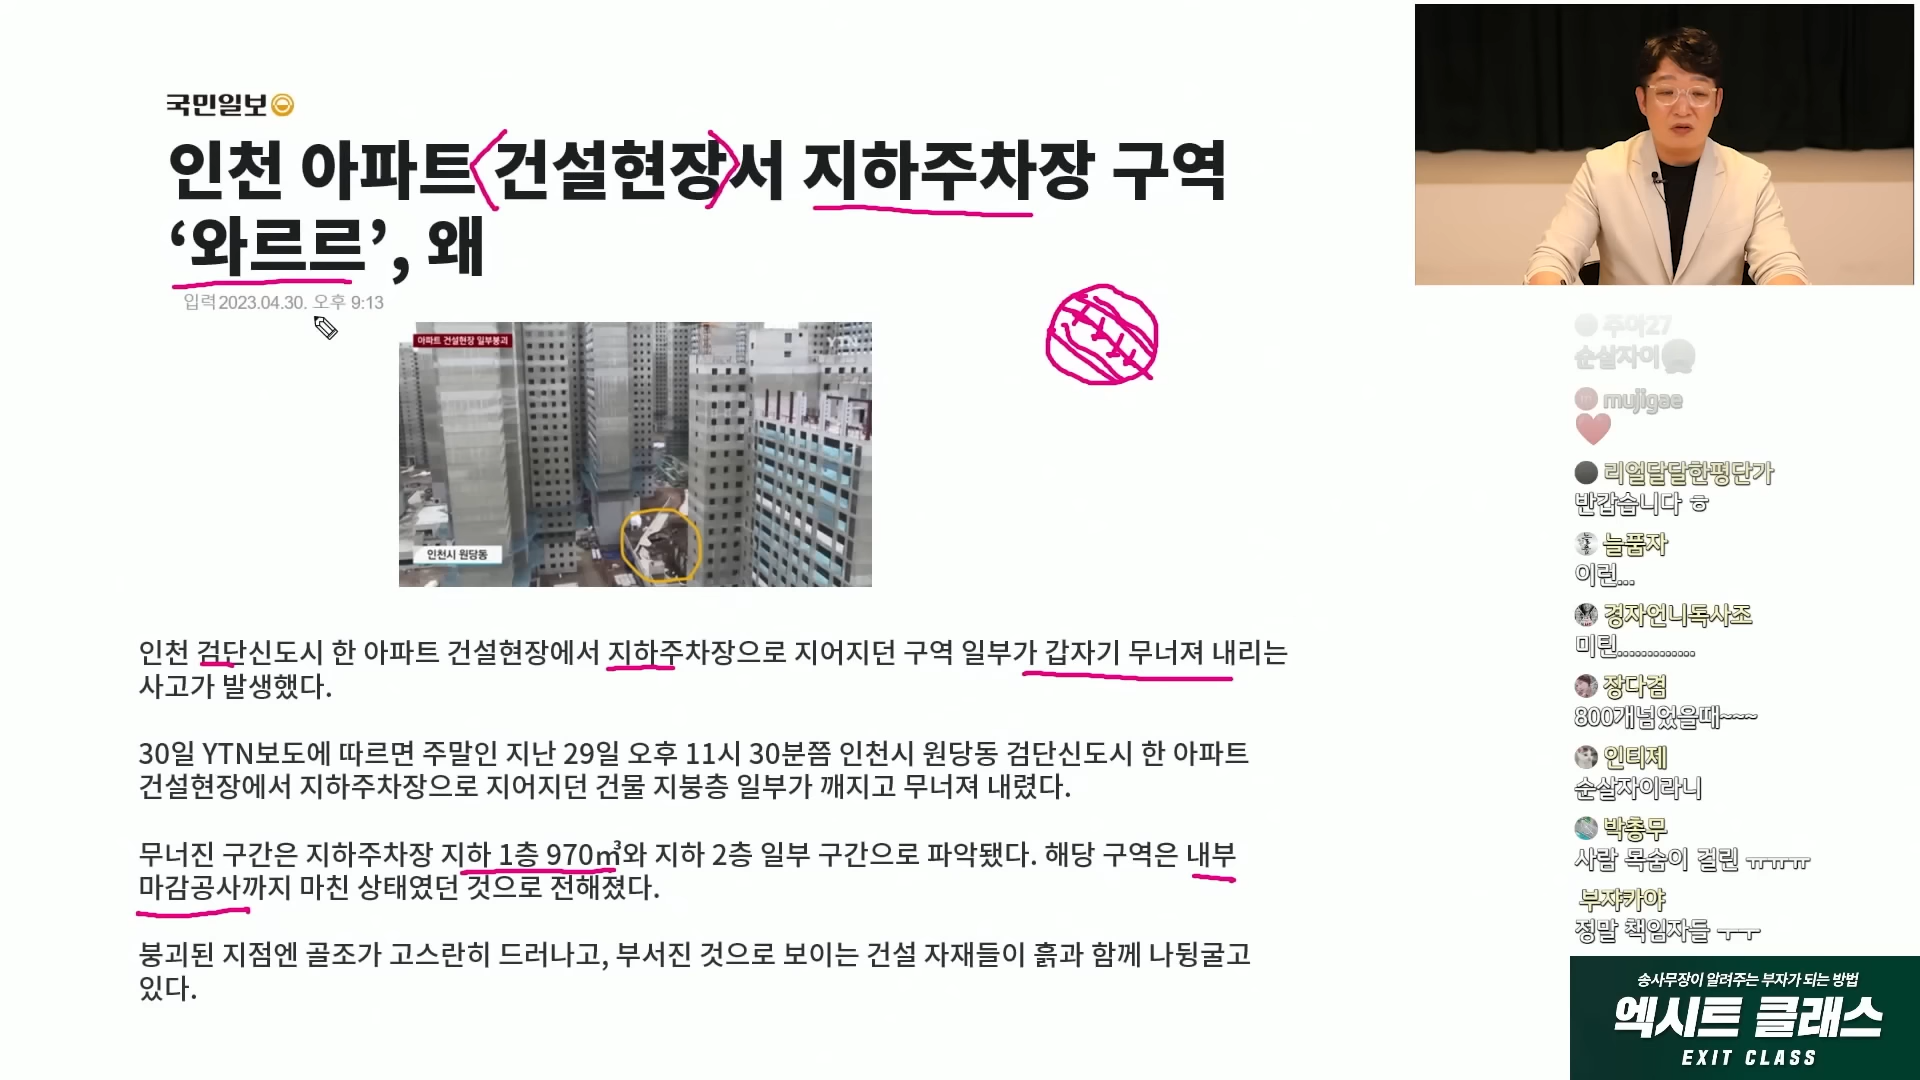 국민일보
인천 아파트 건설현장서 지하주차장 구역
‘와르르’, 왜
입력 2023.04.30. 오후 9:13
아파트 건설현장 일부붕괴
인천시 원당동
인천 검단신도시 한 아파트 건설현장에서 지하주차장으로 지어지던 구역 일부가 갑자기 무너져 내리는
사고가 발생했다.
30일 YTN보도에 따르면 주말인 지난 29일 오후 11시 30분쯤 인천시 원당동 검단신도시 한 아파트
건설현장에서 지하주차장으로 지어지던 건물 지붕층 일부가 깨지고 무너져 내렸다.
무너진 구간은 지하주차장 지하 1층 970㎥와 지하 2층 일부 구간으로 파악됐다. 해당 구역은 내부
마감공사까지 마친 상태였던 것으로 전해졌다.
붕괴된 지점엔 골조가 고스란히 드러나고, 부서진 것으로 보이는 건설 자재들이 흙과 함께 나뒹굴고
있다.
주아27
순살자이
mujigae
리얼달달한평단가
반갑습니다 ㅎ
늘품자
이런...
경자언니독사조
미틴.............
장다겸
800개넘었을때~~~
인티제
순살자이라니
박총무
사람 목숨이 걸린 ㅠㅠㅠ
부자카야
정말 책임자들 ㅜㅜ
송사무장이 알려주는 부자가 되는 방법
엑시트 클래스
EXIT CLASS